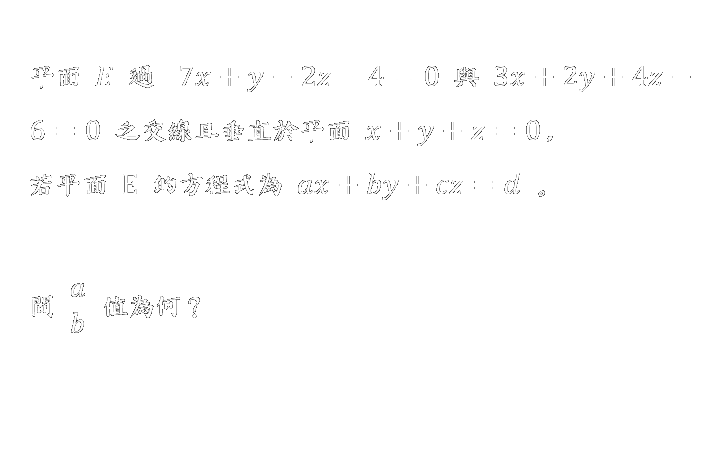 平面 E 過 7x + y − 2z − 4 = 0 與 3x + 2y + 4z −
6 = 0 之交線且垂直於平面 x + y + z = 0,
若平面 E 的方程式為 ax + by + cz = d 。
問 a/b 值為何？